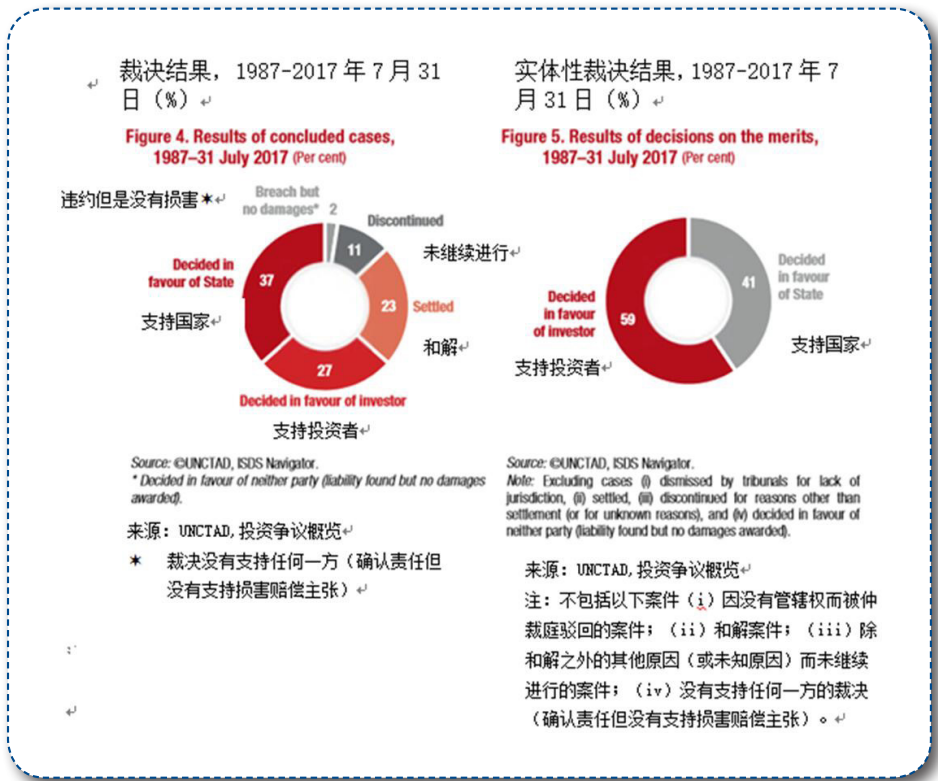 裁决结果, 1987-2017 年 7 月 31
日（%）
Figure 4. Results of concluded cases,
1987–31 July 2017 (Per cent)
违约但是没有损害✶
Breach but
no damages* 2
Discontinued
11
未继续进行
Decided in
favour of State
37
支持国家
23
Settled
和解
27
Decided in favour of investor
支持投资者
Source: ©UNCTAD, ISDS Navigator.
* Decided in favour of neither party (liability found but no damages
awarded).
来源: UNCTAD,投资争议概览
✶ 裁决没有支持任何一方（确认责任但
没有支持损害赔偿主张）
实体性裁决结果, 1987-2017 年 7
月 31 日（%）
Figure 5. Results of decisions on the merits,
1987–31 July 2017 (Per cent)
41
Decided
in favour
of State
支持国家
Decided
in favour
of investor
59
支持投资者
Source: ©UNCTAD, ISDS Navigator.
Note: Excluding cases (i) dismissed by tribunals for lack of
jurisdiction, (ii) settled, (iii) discontinued for reasons other than
settlement (or for unknown reasons), and (iv) decided in favour of
neither party (liability found but no damages awarded).
来源: UNCTAD,投资争议概览
注: 不包括以下案件（i）因没有管辖权而被仲
裁庭驳回的案件; （ii）和解案件; （iii）除
和解之外的其他原因（或未知原因）而未继续
进行的案件; （iv）没有支持任何一方的裁决
（确认责任但没有支持损害赔偿主张）。